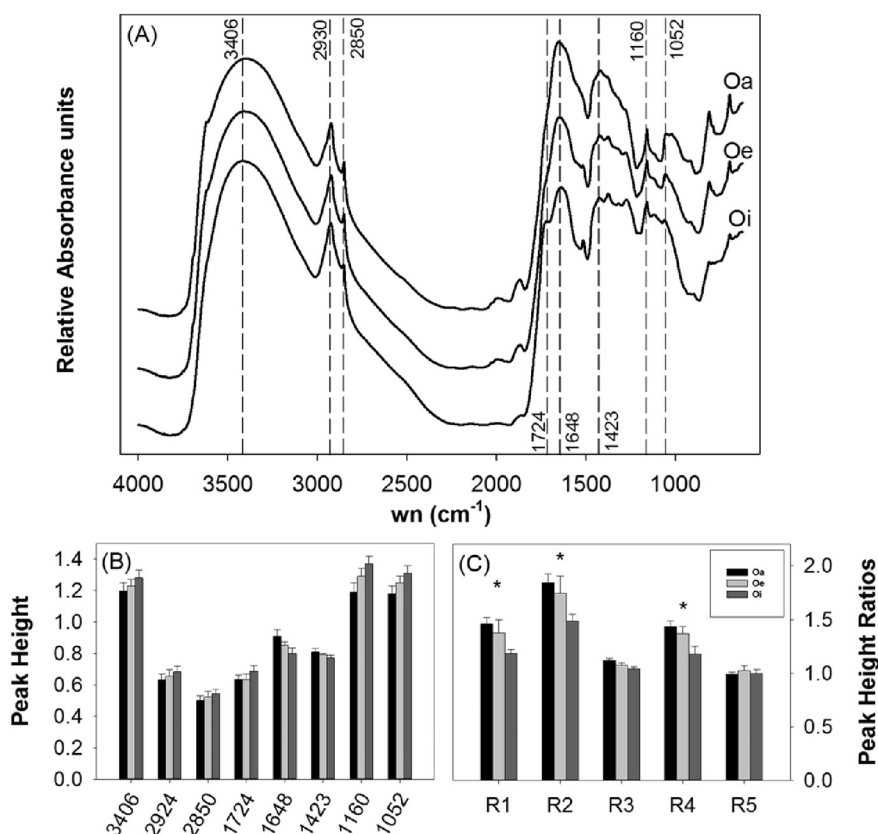 (A)
3406
2930
2850
1160
1052
Oa
Oe
Oi
Relative Absorbance units
1724
1648
1423
4000 3500 3000 2500 2000 1500 1000
wn (cm-1)
(B)
1.4
1.2
1.0
0.8
0.6
0.4
0.2
0.0
Peak Height
3406 2924 2850 1724 1648 1423 1160 1052
(C)
* * *
Oa
Oe
Oi
2.0
1.5
1.0
0.5
0.0
Peak Height Ratios
R1 R2 R3 R4 R5